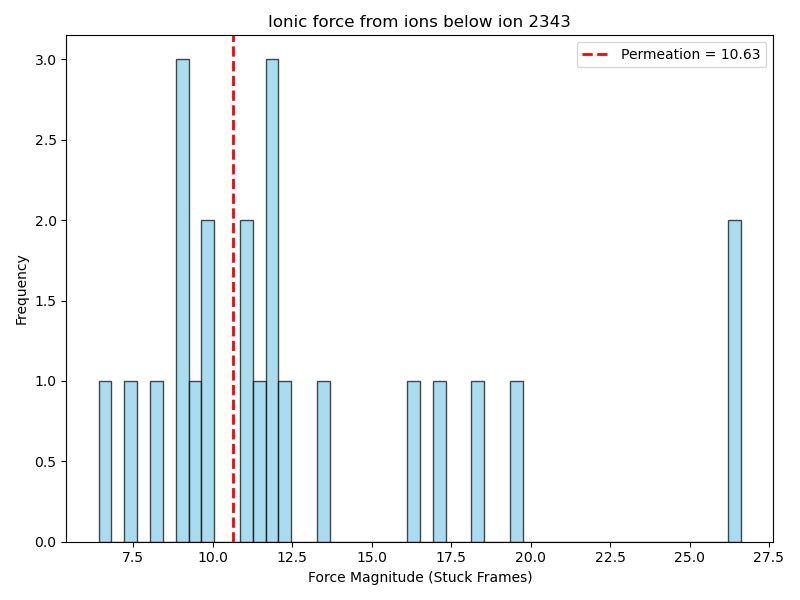 Ionic force from ions below ion 2343
Permeation = 10.63
3.0
2.5
2.0
1.5
1.0
0.5
0.0
Frequency
7.5 10.0 12.5 15.0 17.5 20.0 22.5 25.0 27.5
Force Magnitude (Stuck Frames)